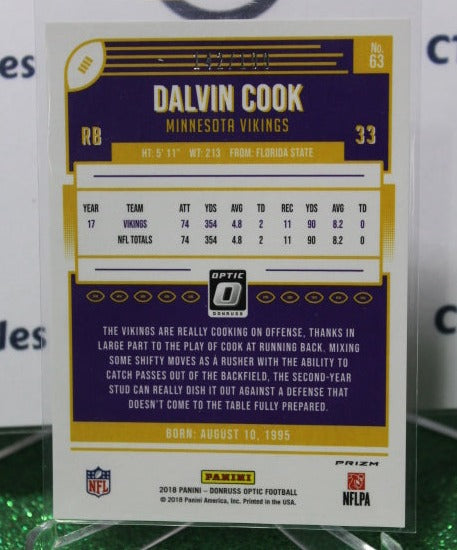 CT
No.
63
DALVIN COOK
MINNESOTA VIKINGS
RB
33
HT: 5' 11" WT: 213 FROM: FLORIDA STATE
YEAR TEAM ATT YDS AVG TD REC YDS AVG TD
17 VIKINGS 74 354 4.8 2 11 90 8.2 0
NFL TOTALS 74 354 4.8 2 11 90 8.2 0
OPTIC
DONRUSS
THE VIKINGS ARE REALLY COOKING ON OFFENSE, THANKS IN
LARGE PART TO THE PLAY OF COOK AT RUNNING BACK. MIXING
SOME SHIFTY MOVES AS A RUSHER WITH THE ABILITY TO
CATCH PASSES OUT OF THE BACKFIELD, THE SECOND-YEAR
STUD CAN REALLY DISH IT OUT AGAINST A DEFENSE THAT
DOESN'T COME TO THE TABLE FULLY PREPARED.
BORN: AUGUST 10, 1995
PRIZM
NFL
PANINI
NFLPA
2018 PANINI – DONRUSS OPTIC FOOTBALL
© 2018 Panini America, Inc. Printed in the USA.